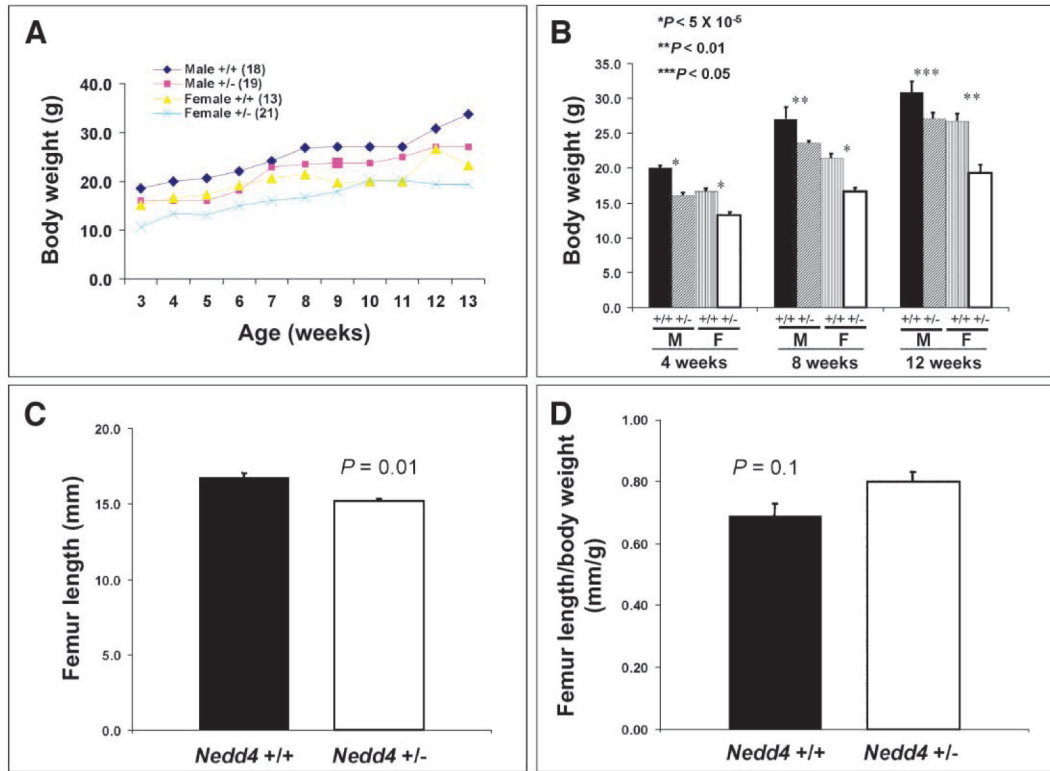 A
Male +/+ (18)
Male +/- (19)
Female +/+ (13)
Female +/- (21)
Body weight (g)
40.0
30.0
20.0
10.0
0.0
3 4 5 6 7 8 9 10 11 12 13
Age (weeks)
B
*P < 5 X 10-5
**P < 0.01
***P < 0.05
Body weight (g)
35.0
30.0
25.0
20.0
15.0
10.0
5.0
0.0
* * ** * *** **
+/+ +/- +/+ +/- +/+ +/- +/+ +/- +/+ +/- +/+ +/-
M F M F M F
4 weeks 8 weeks 12 weeks
C
Femur length (mm)
20.0
15.0
10.0
5.0
0.0
P = 0.01
Nedd4 +/+ Nedd4 +/-
D
Femur length/body weight
(mm/g)
1.00
0.80
0.60
0.40
0.20
0.00
P = 0.1
Nedd4 +/+ Nedd4 +/-